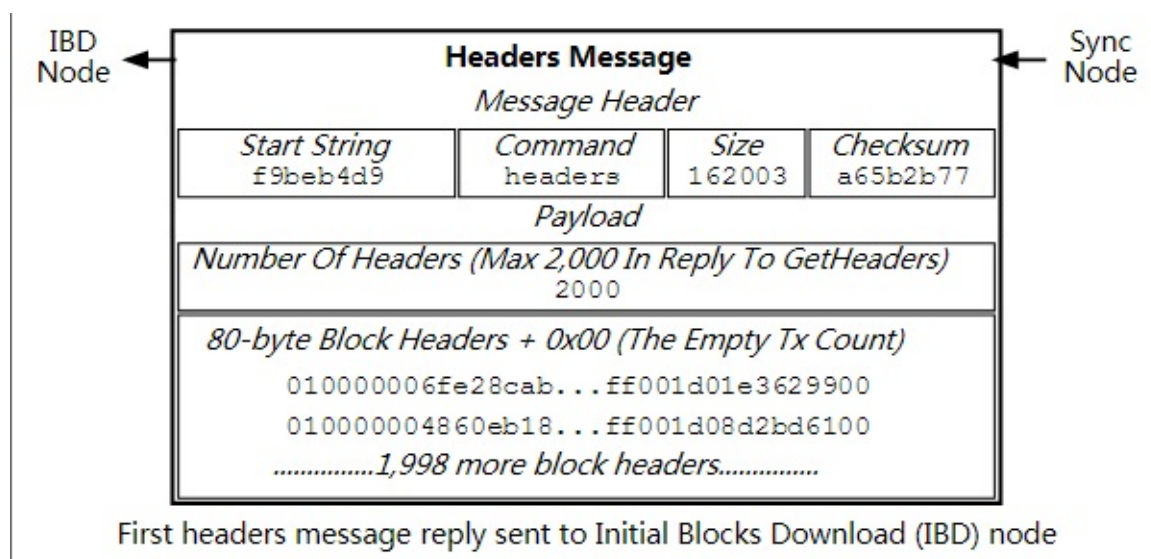 IBD
Node
Sync
Node
Headers Message
Message Header
Start String Command Size Checksum
f9beb4d9 headers 162003 a65b2b77
Payload
Number Of Headers (Max 2,000 In Reply To GetHeaders)
2000
80-byte Block Headers + 0x00 (The Empty Tx Count)
010000006fe28cab...ff001d01e3629900
010000004860eb18...ff001d08d2bd6100
...............1,998 more block headers...............
First headers message reply sent to Initial Blocks Download (IBD) node